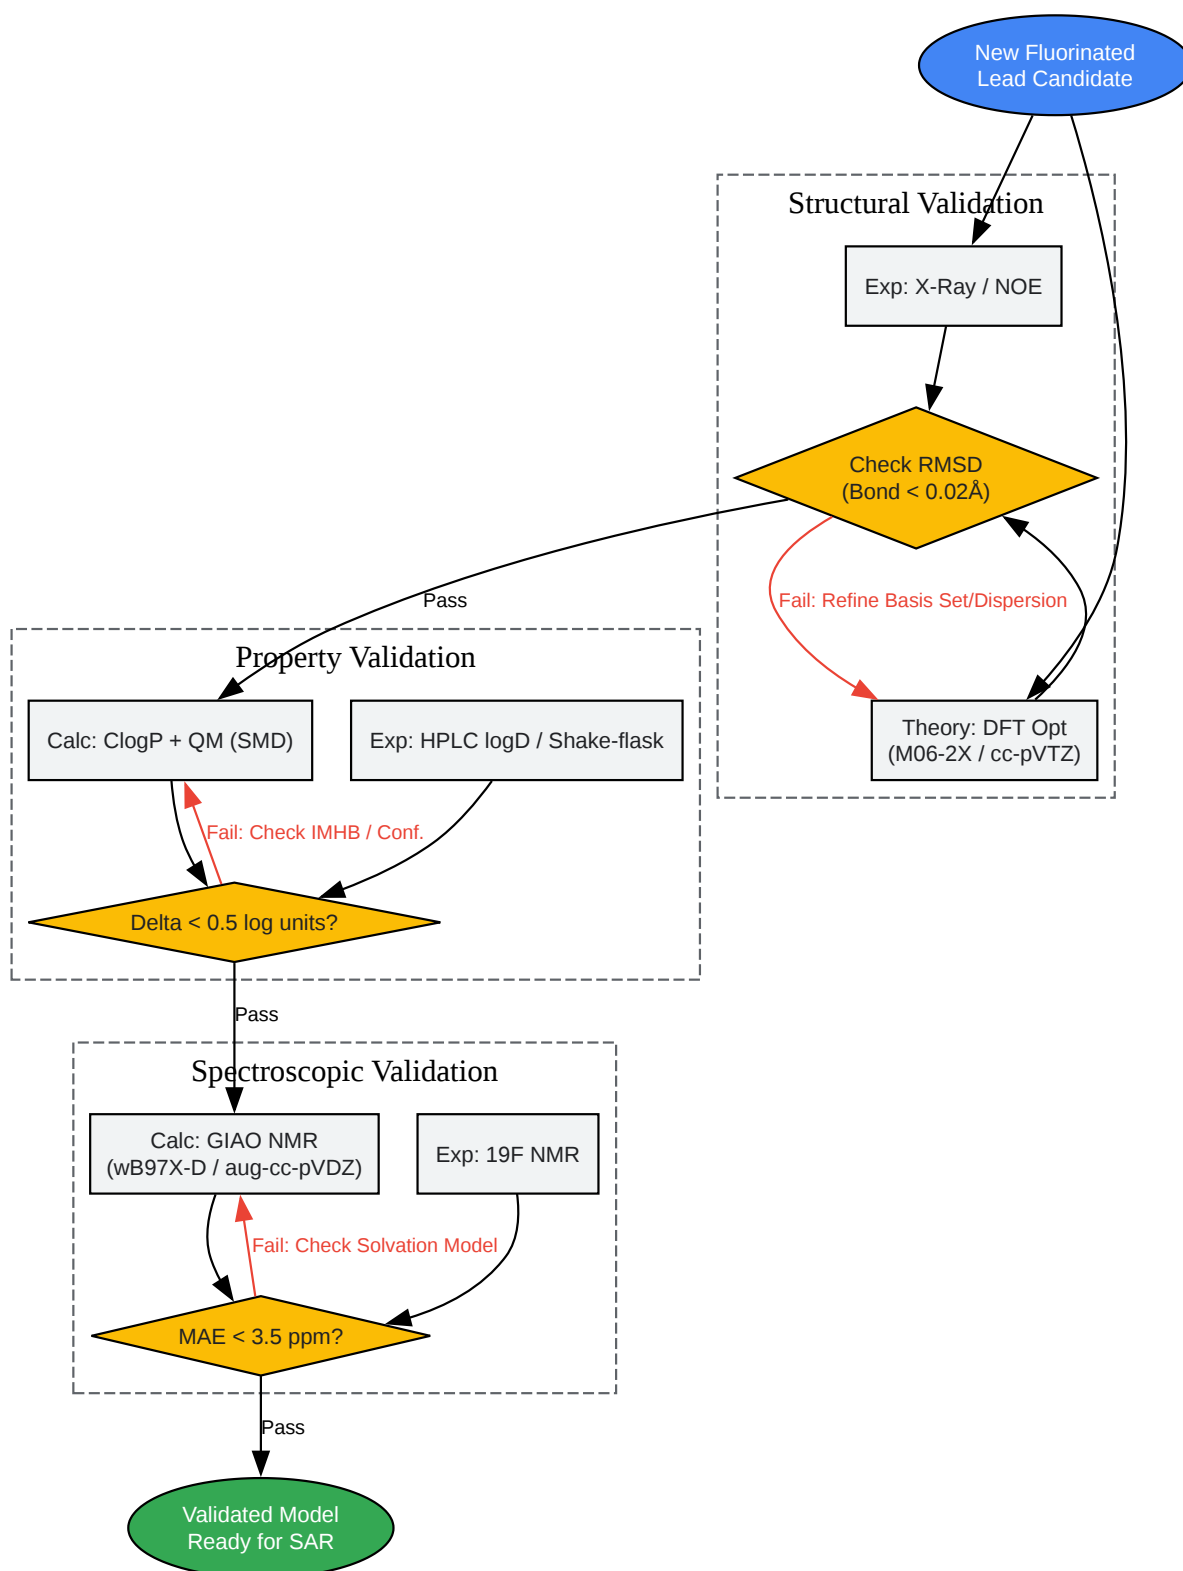 New Fluorinated
Lead Candidate
Structural Validation
Exp: X-Ray / NOE
Check RMSD
(Bond < 0.02Å)
Fail: Refine Basis Set/Dispersion
Pass
Theory: DFT Opt
(M06-2X / cc-pVTZ)
Property Validation
Calc: ClogP + QM (SMD)
Exp: HPLC logD / Shake-flask
Fail: Check IMHB / Conf.
Delta < 0.5 log units?
Pass
Spectroscopic Validation
Calc: GIAO NMR
(wB97X-D / aug-cc-pVDZ)
Exp: 19F NMR
Fail: Check Solvation Model
MAE < 3.5 ppm?
Pass
Validated Model
Ready for SAR